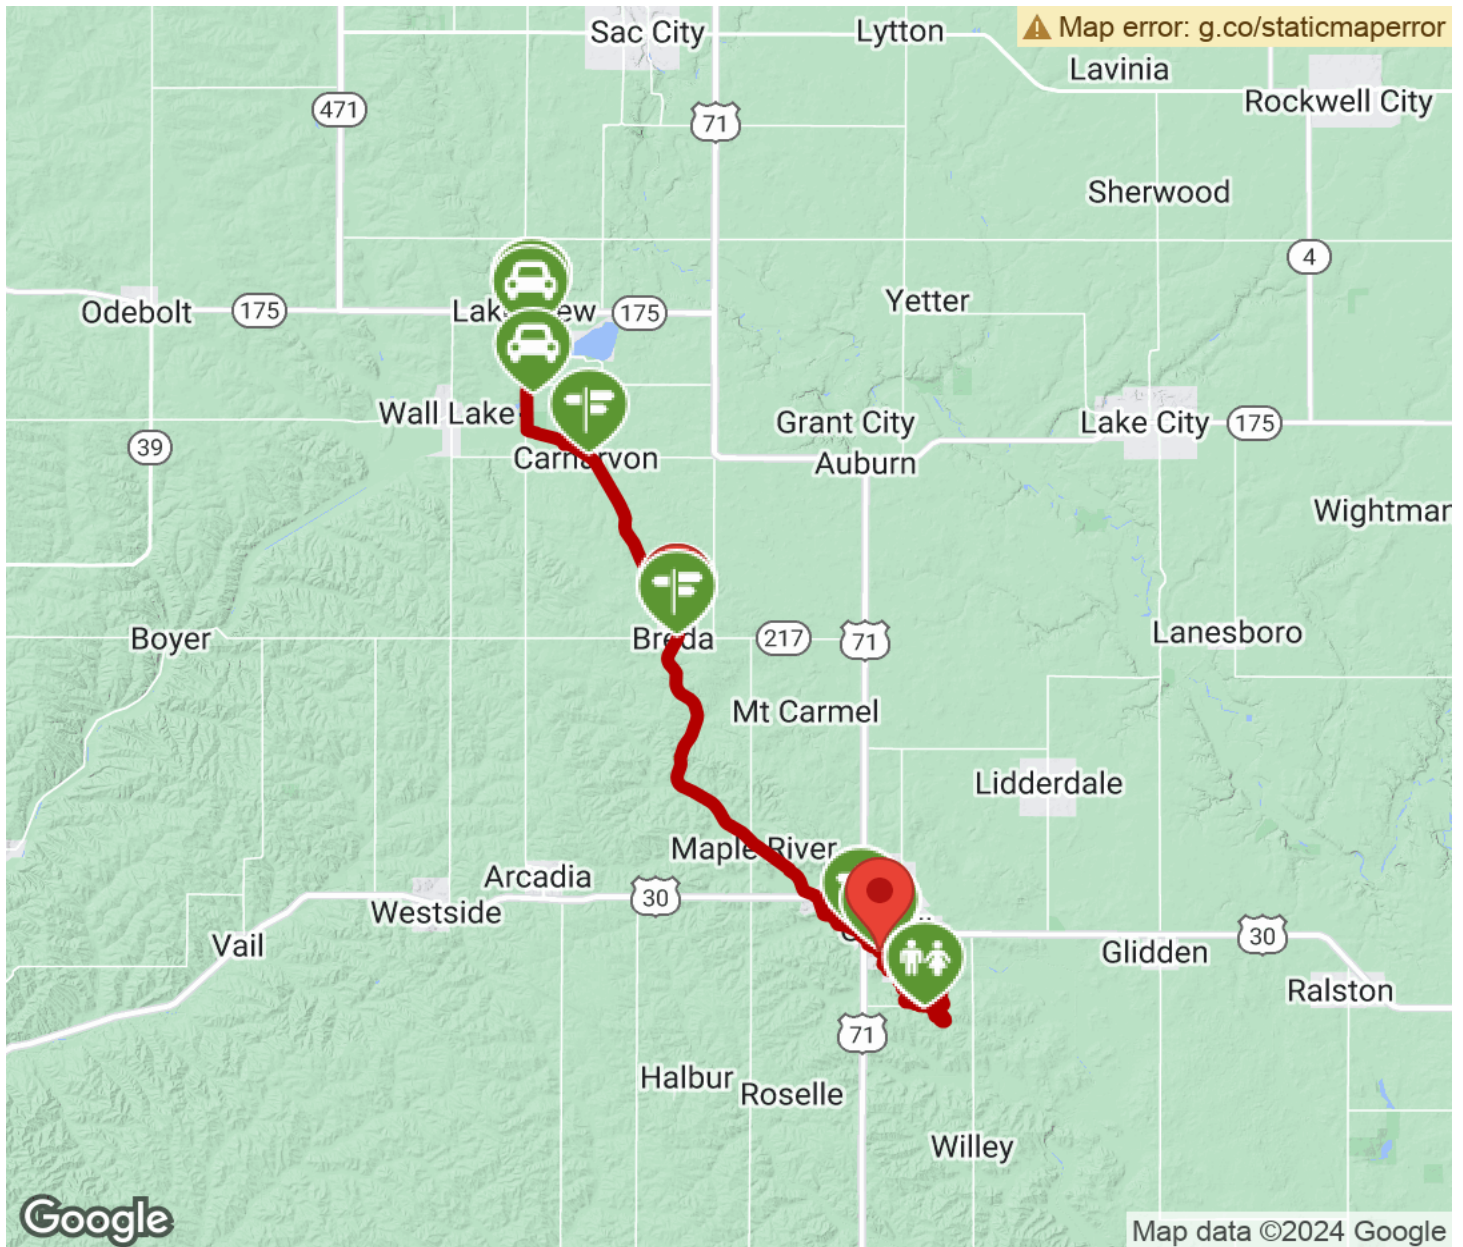 Sac City
Lytton
Map error: g.co/staticmaperror
Lavinia
Rockwell City
471
71
Sherwood
4
Odebolt
175
175
Yetter
Wall Lake
Grant City
Lake City
175
39
Carnarvon
Auburn
Wightman
Boyer
Breda
217
71
Lanesboro
Mt Carmel
Lidderdale
Maple River
Arcadia
30
Westside
Vail
Glidden
30
Ralston
71
Halbur
Roselle
Willey
Google
Map data ©2024 Google